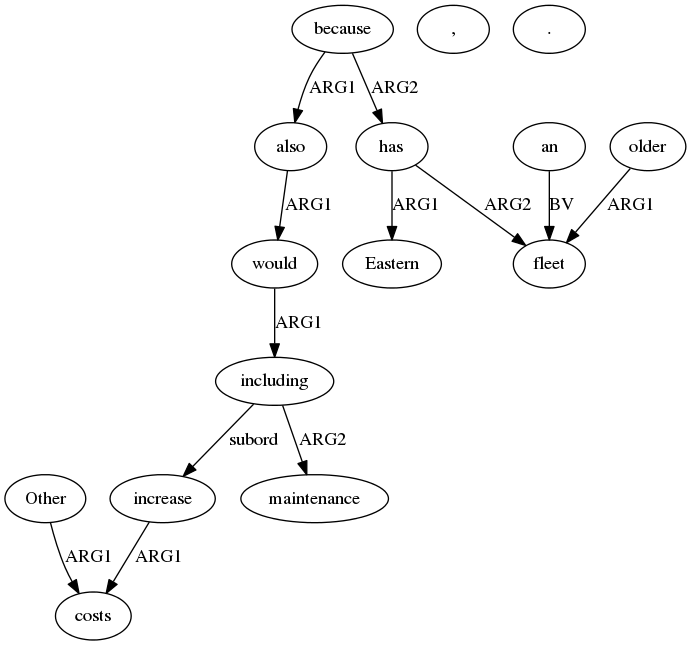 because , .
ARG1 ARG2
also has an older
ARG1 ARG1 ARG2 BV ARG1
would Eastern fleet
ARG1
including
subord ARG2
Other increase maintenance
ARG1 ARG1
costs